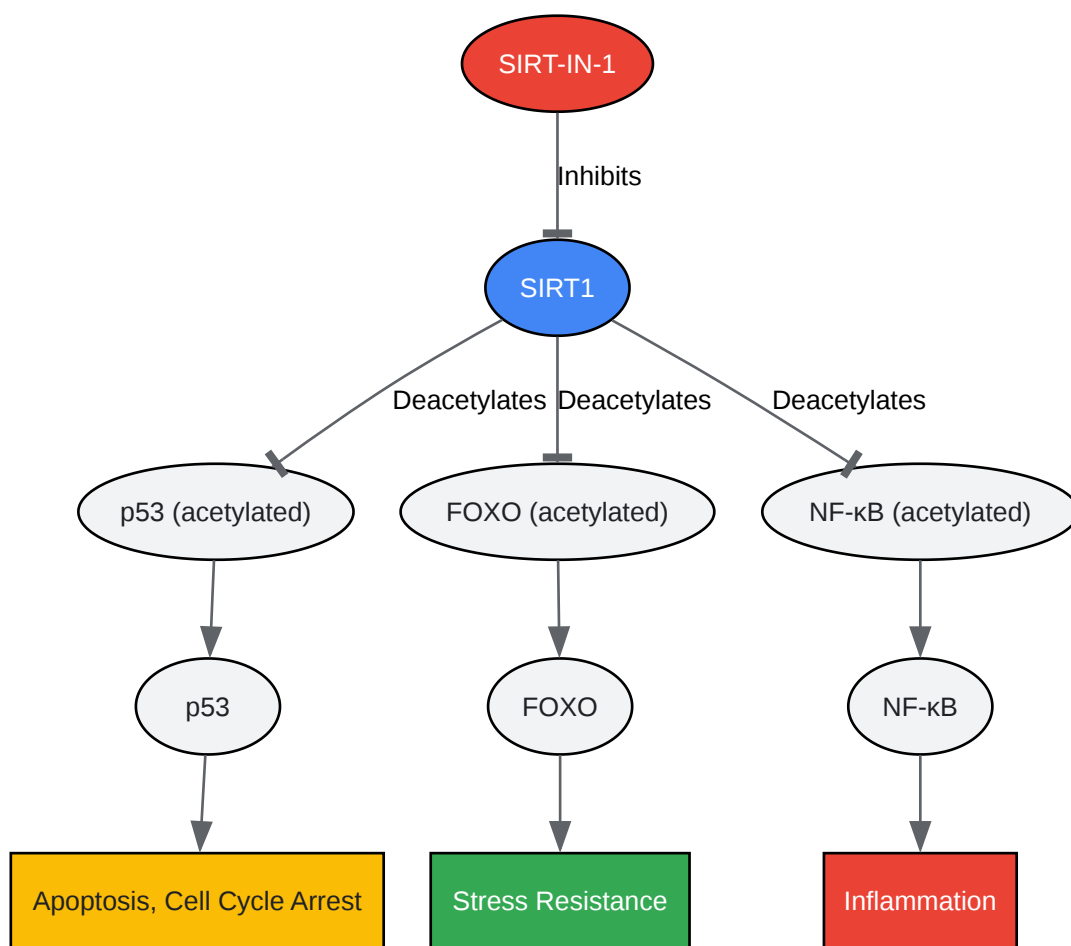 SIRT-IN-1
Inhibits
SIRT1
Deacetylates
Deacetylates
Deacetylates
p53 (acetylated)
FOXO (acetylated)
NF-κB (acetylated)
p53
FOXO
NF-κB
Apoptosis, Cell Cycle Arrest
Stress Resistance
Inflammation